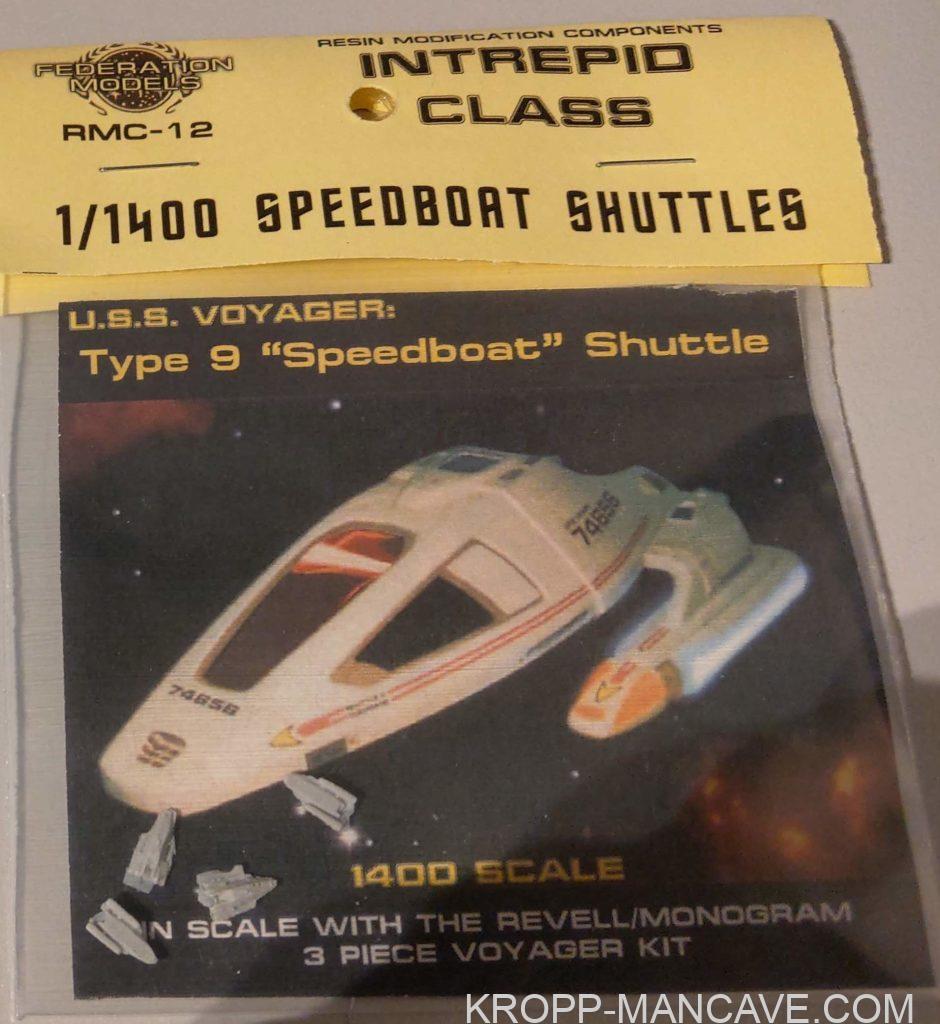 RESIN MODIFICATION COMPONENTS
FEDERATION
MODELS
RMC-12
INTREPID
CLASS
1/1400 SPEEDBOAT SHUTTLES
U.S.S. VOYAGER:
Type 9 “Speedboat” Shuttle
74656
74656
1400 SCALE
IN SCALE WITH THE REVELL/MONOGRAM
3 PIECE VOYAGER KIT
KROPP-MANCAVE.COM